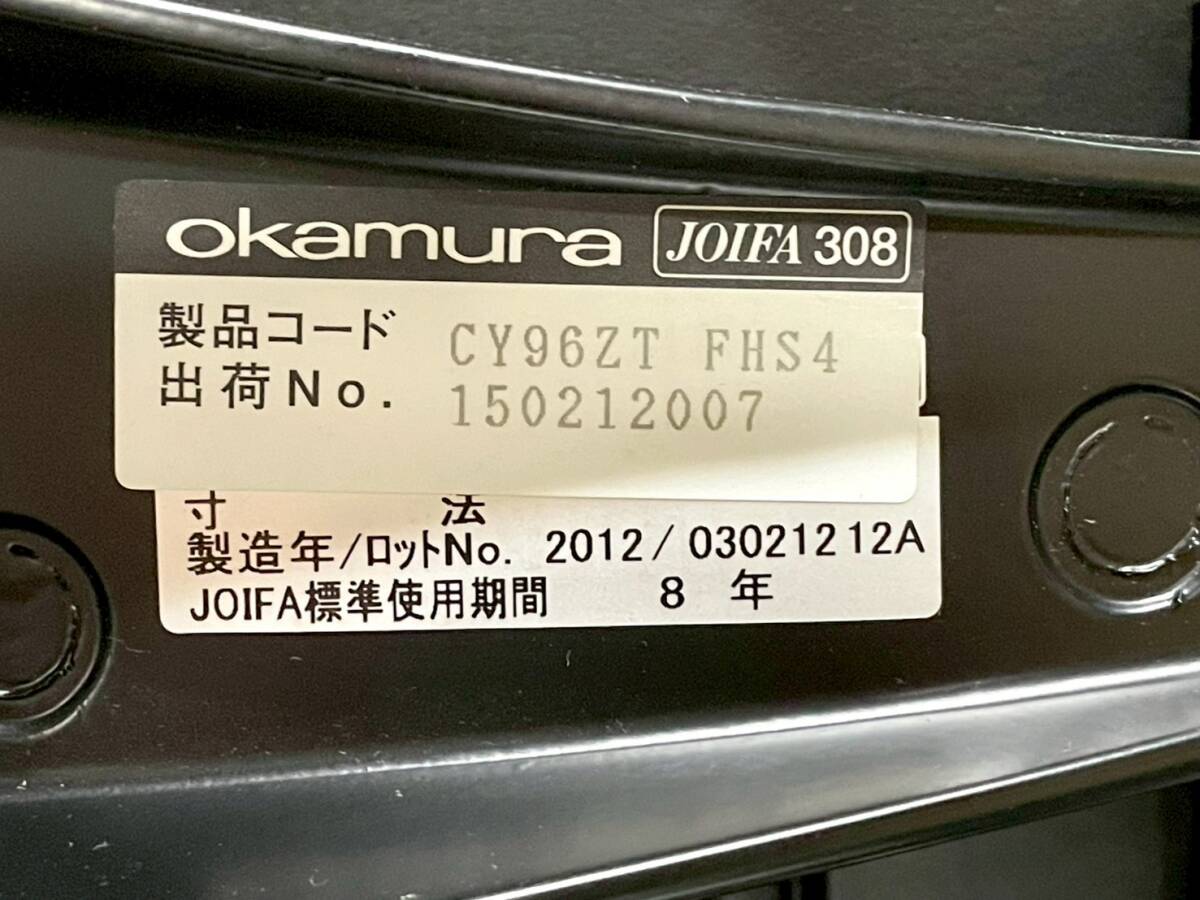 okamura JOIFA 308
製品コード CY96ZT FHS4
出荷No. 150212007
寸法
製造年/ロットNo. 2012/03021212A
JOIFA標準使用期間 8年